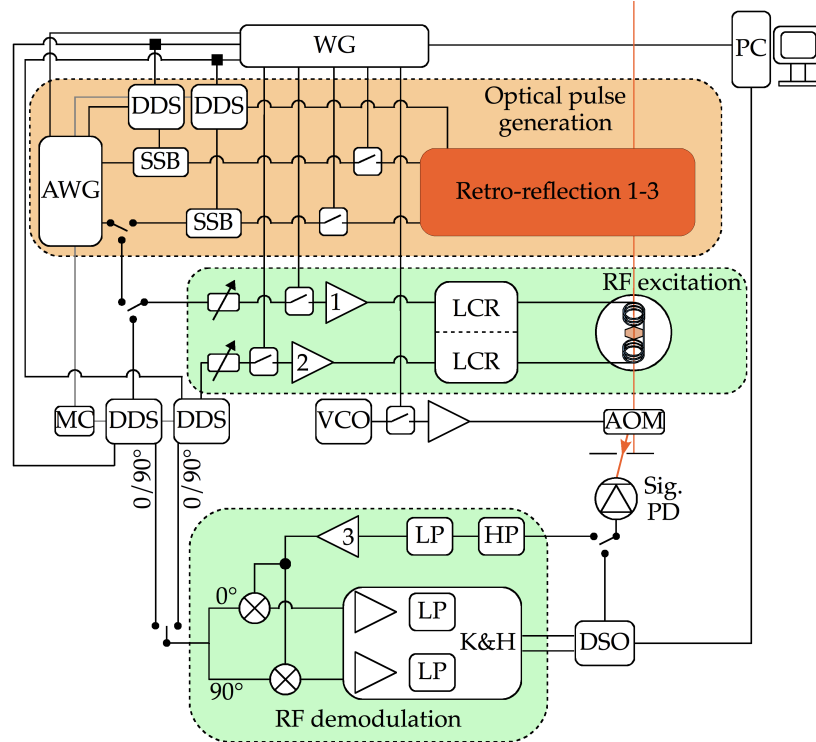 WG
PC
DDS
DDS
Optical pulse
generation
SSB
AWG
Retro-reflection 1-3
SSB
RF excitation
1
LCR
2
LCR
MC
DDS
DDS
VCO
AOM
0/90°
0/90°
Sig.
PD
3
LP
HP
0°
LP
K&H
DSO
90°
LP
RF demodulation